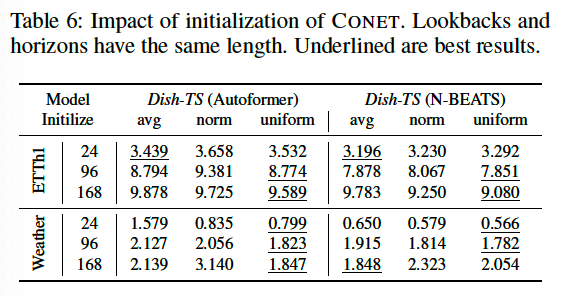 Table 6: Impact of initialization of CONET. Lookbacks and
horizons have the same length. Underlined are best results.
Model Dish-TS (Autoformer) Dish-TS (N-BEATS)
Initilize avg norm uniform avg norm uniform
ETTh1
24 3.439 3.658 3.532 3.196 3.230 3.292
96 8.794 9.381 8.774 7.878 8.067 7.851
168 9.878 9.725 9.589 9.783 9.250 9.080
Weather
24 1.579 0.835 0.799 0.650 0.579 0.566
96 2.127 2.056 1.823 1.915 1.814 1.782
168 2.139 3.140 1.847 1.848 2.323 2.054